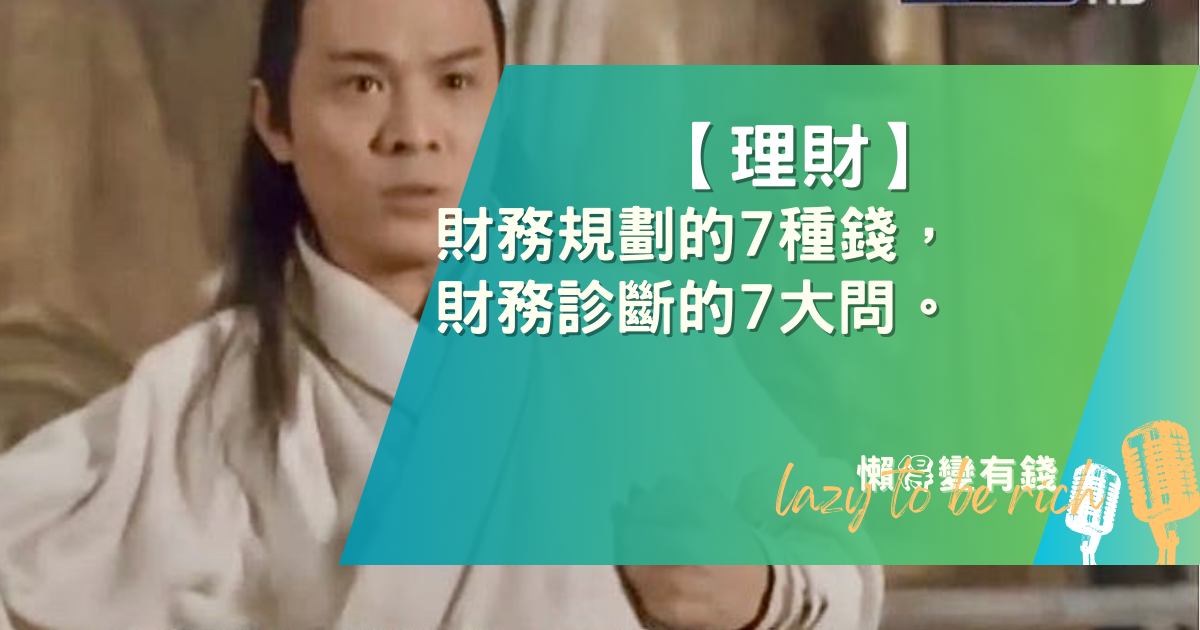 【理財】
財務規劃的7種錢，
財務診斷的7大問。
懶得變有錢
lazy to be rich